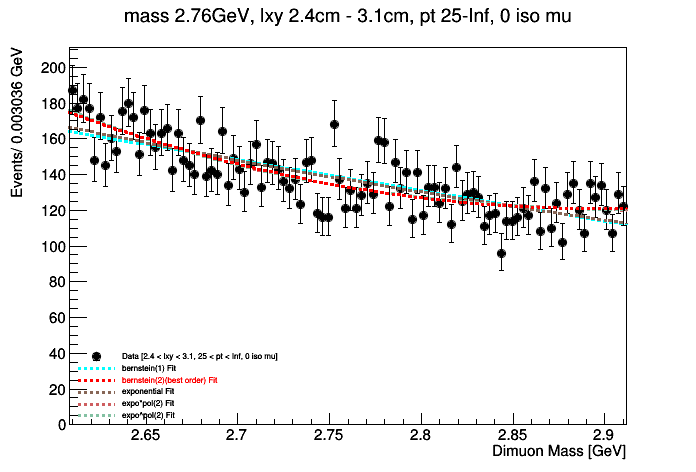 mass 2.76GeV, lxy 2.4cm - 3.1cm, pt 25-Inf, 0 iso mu
Events/ 0.003036 GeV
200
180
160
140
120
100
80
60
40
20
0
Data [2.4 < lxy < 3.1, 25 < pt < Inf, 0 iso mu]
bernstein(1) Fit
bernstein(2)(best order) Fit
exponential Fit
expo*pol(2) Fit
expo^pol(2) Fit
2.65 2.7 2.75 2.8 2.85 2.9
Dimuon Mass [GeV]